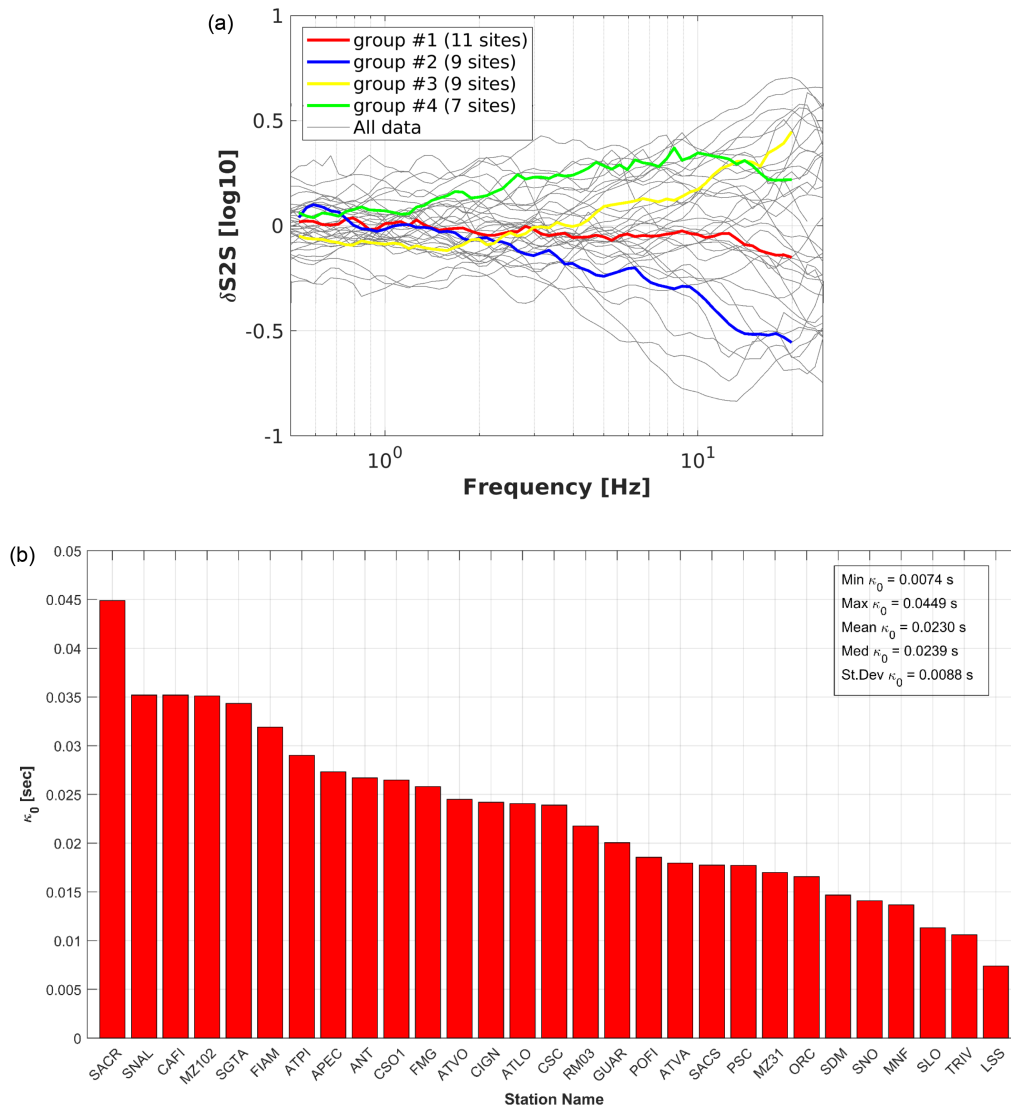 (a)
1
0.5
0
-0.5
-1
δS2S [log10]
group #1 (11 sites)
group #2 (9 sites)
group #3 (9 sites)
group #4 (7 sites)
All data
10⁰
10¹
Frequency [Hz]
(b)
0.05
0.045
0.04
0.035
0.03
0.025
0.02
0.015
0.01
0.005
0
κ₀ [sec]
Min κ₀ = 0.0074 s
Max κ₀ = 0.0449 s
Mean κ₀ = 0.0230 s
Med κ₀ = 0.0239 s
St.Dev κ₀ = 0.0088 s
SACR SNAL CAFI MZ102 SGTA FIAM ATPI APEC ANT CSO1 FMG ATVO CIGN ATLO CSC RM03 GUAR POFI ATVA SACS PSC MZ31 ORC SDM SNO MNF SLO TRIV LSS
Station Name